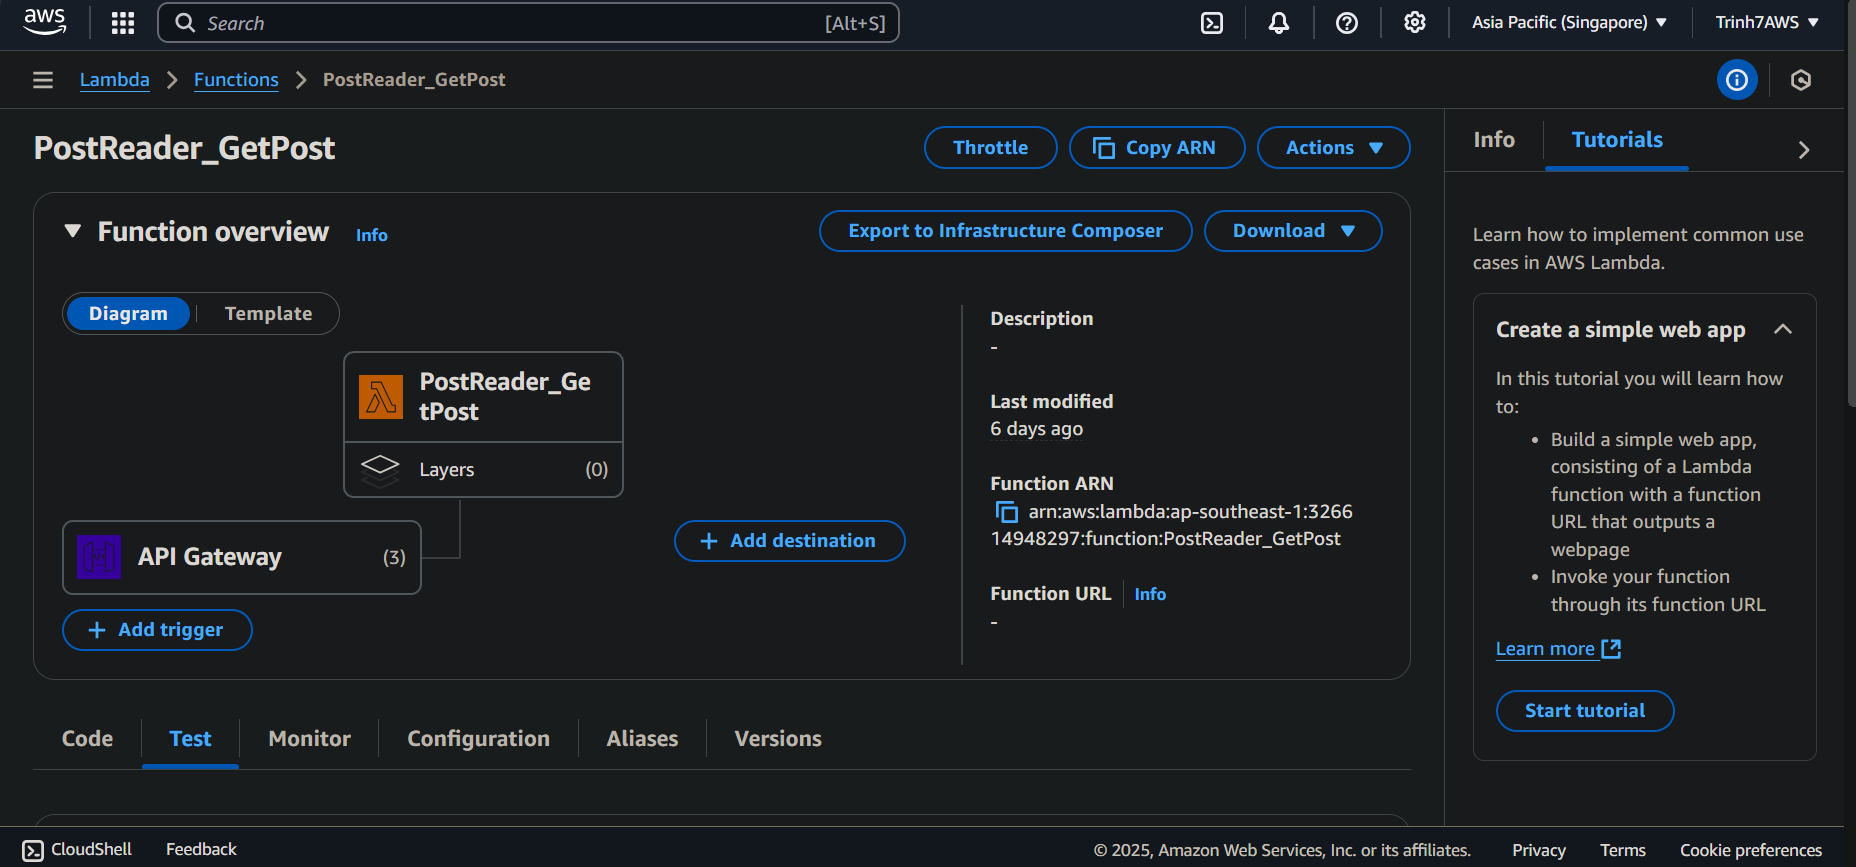 aws
Search
[Alt+S]
Asia Pacific (Singapore)
Trinh7AWS
Lambda
Functions
PostReader_GetPost
PostReader_GetPost
Throttle
Copy ARN
Actions
Function overview
Info
Export to Infrastructure Composer
Download
Diagram
Template
PostReader_Ge
tPost
Layers
(0)
API Gateway
(3)
Add trigger
Add destination
Description
-
Last modified
6 days ago
Function ARN
arn:aws:lambda:ap-southeast-1:3266
14948297:function:PostReader_GetPost
Function URL
Info
-
Code
Test
Monitor
Configuration
Aliases
Versions
Info
Tutorials
Learn how to implement common use
cases in AWS Lambda.
Create a simple web app
In this tutorial you will learn how
to:
• Build a simple web app,
consisting of a Lambda
function with a function
URL that outputs a
webpage
• Invoke your function
through its function URL
Learn more
Start tutorial
CloudShell
Feedback
© 2025, Amazon Web Services, Inc. or its affiliates.
Privacy
Terms
Cookie preferences